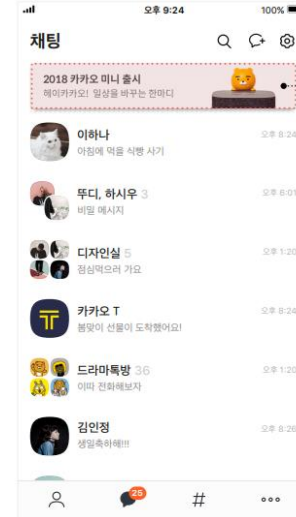 오후 9:24
100%
채팅
2018 카카오 미니 출시
헤이카카오! 일상을 바꾸는 한마디
이하나
오후 8:24
아침에 먹을 식빵 사기
뚜디, 하시우 3
오후 6:01
비밀 메시지
디자인실 5
오후 1:20
점심먹으러 가요
카카오 T
오후 8:24
봄맞이 선물이 도착했어요!
드라마톡방 36
오후 1:20
이따 전화해보자
김인정
오후 8:26
생일축하해!!!
25
#